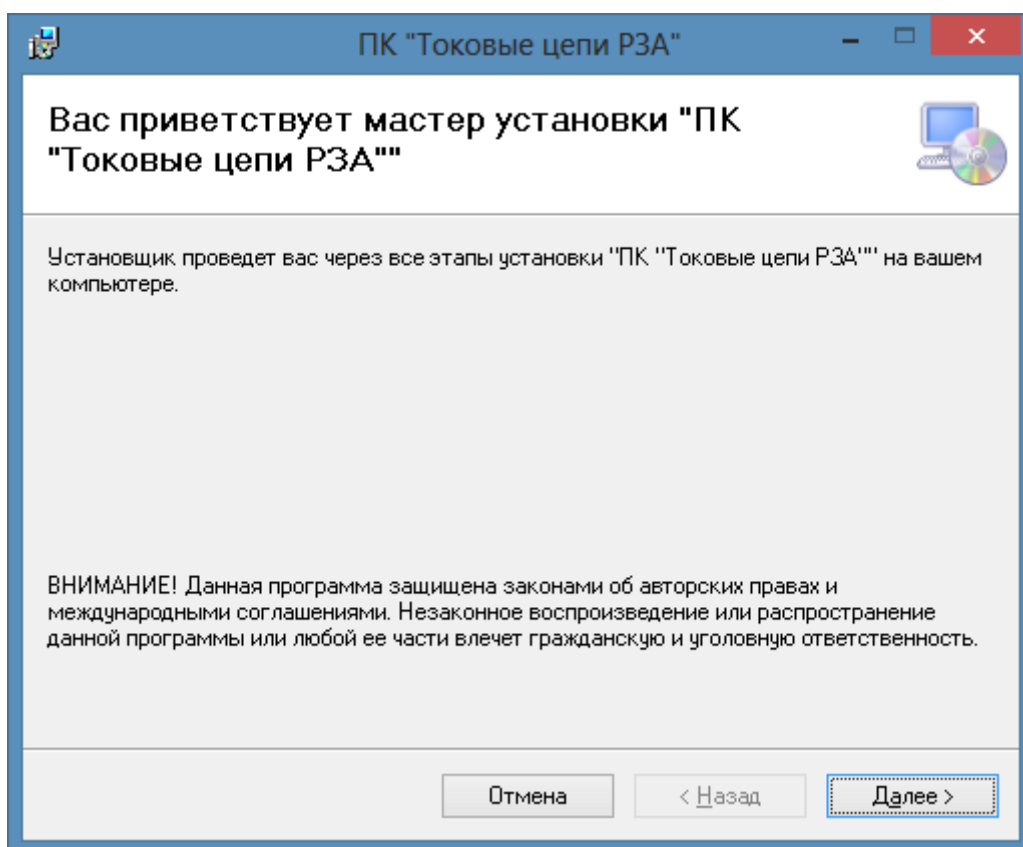 ПК "Токовые цепи РЗА"
Вас приветствует мастер установки "ПК
"Токовые цепи РЗА""
Установщик проведет вас через все этапы установки "ПК "Токовые цепи РЗА"" на вашем
компьютере.
ВНИМАНИЕ! Данная программа защищена законами об авторских правах и
международными соглашениями. Незаконное воспроизведение или распространение
данной программы или любой ее части влечет гражданскую и уголовную ответственность.
Отмена
< Назад
Далее >